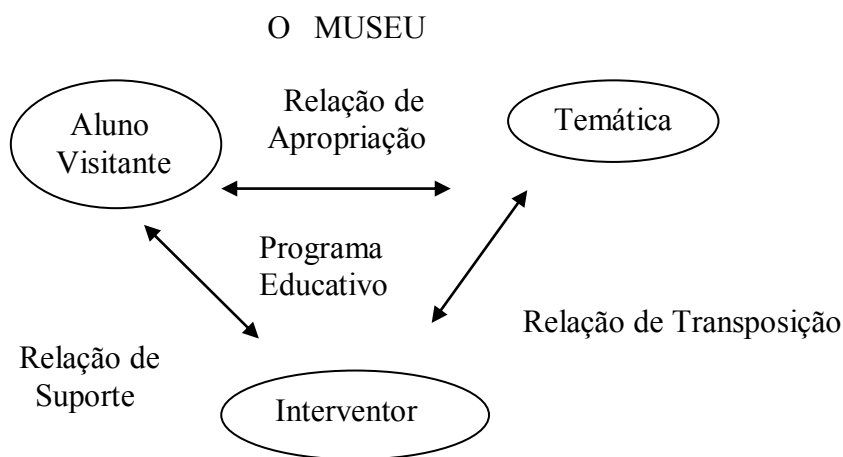 O MUSEU
Aluno
Visitante
Relação de
Apropriação
Temática
Programa
Educativo
Relação de Transposição
Relação de
Suporte
Interventor